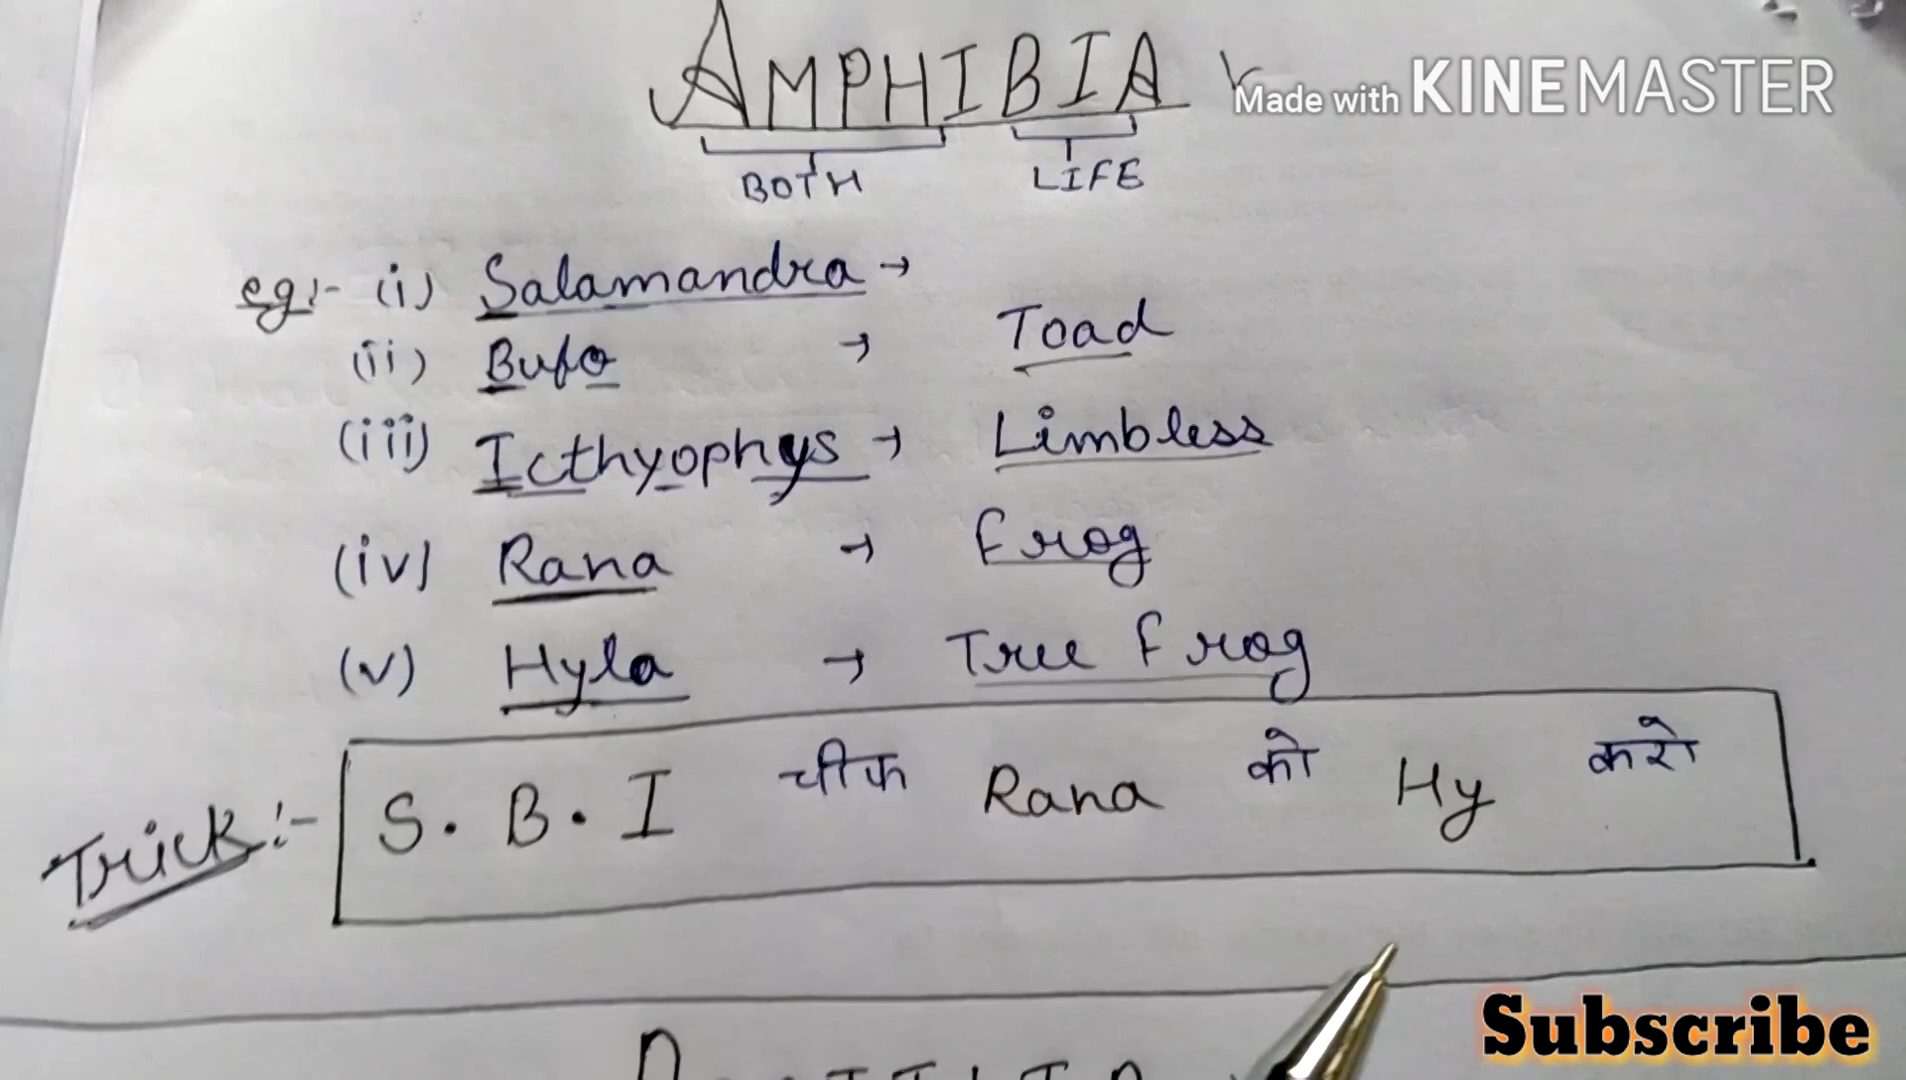 AMPHIBIA
Made with KINEMASTER
BOTH LIFE
eg:- (i) Salamandra →
(ii) Bufo → Toad
(iii) Icthyophys → Limbless
(iv) Rana → Frog
(v) Hyla → Tree Frog
Trick:- S. B. I चीफ Rana को Hy करो
Subscribe